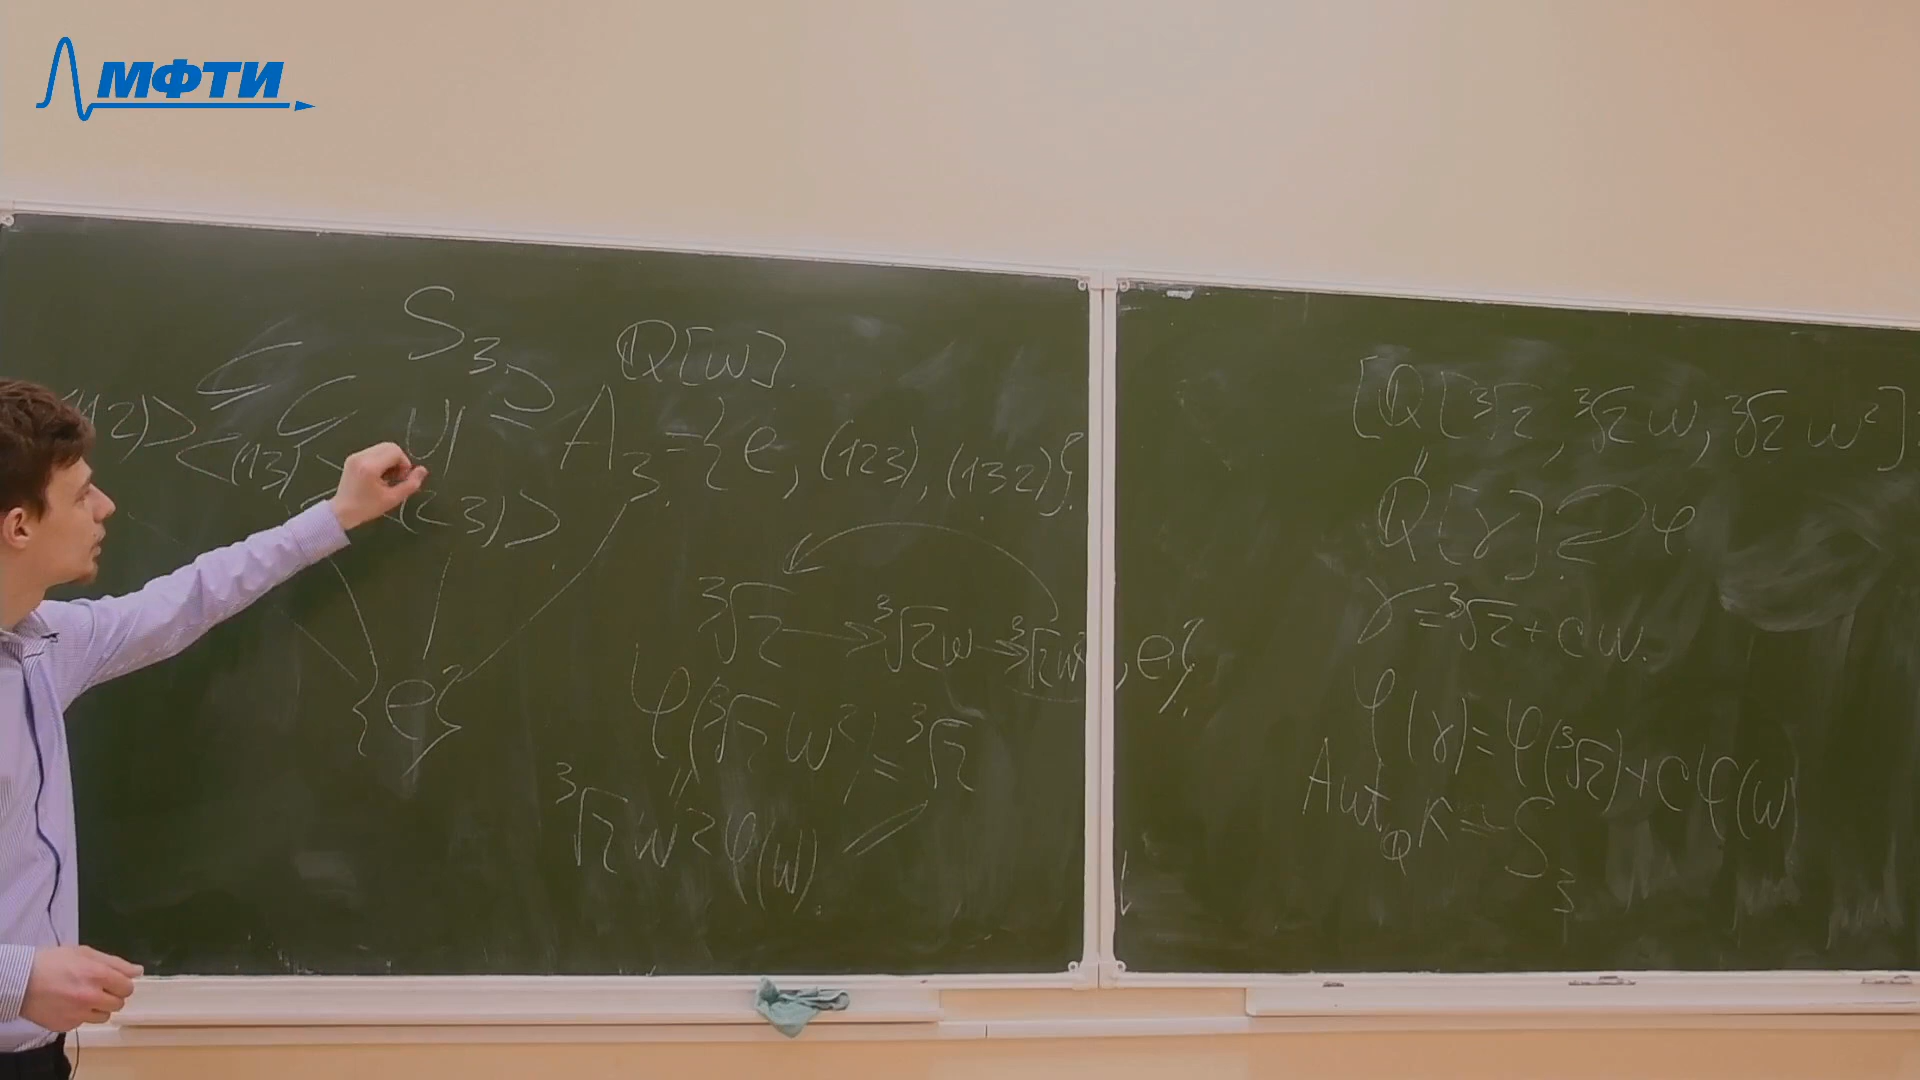 МФТИ
S₃ Q[ω].
12)> ⊆ ⊆ ∪| ⊇ A₃ = {e, (123), (132)}.
<(13)> (23)>
{e}
∛2 → ∛2ω → ∛2ω² , e}.
φ(∛2ω²) = ∛2
∛2ω²φ(ω).
[Q[∛2, ∛2ω, ∛2ω²]
Q[γ] ⊇ φ
γ = ∛2 + cω.
φ(γ) = φ(∛2) + cφ(ω)
Aut_Q K = S₃